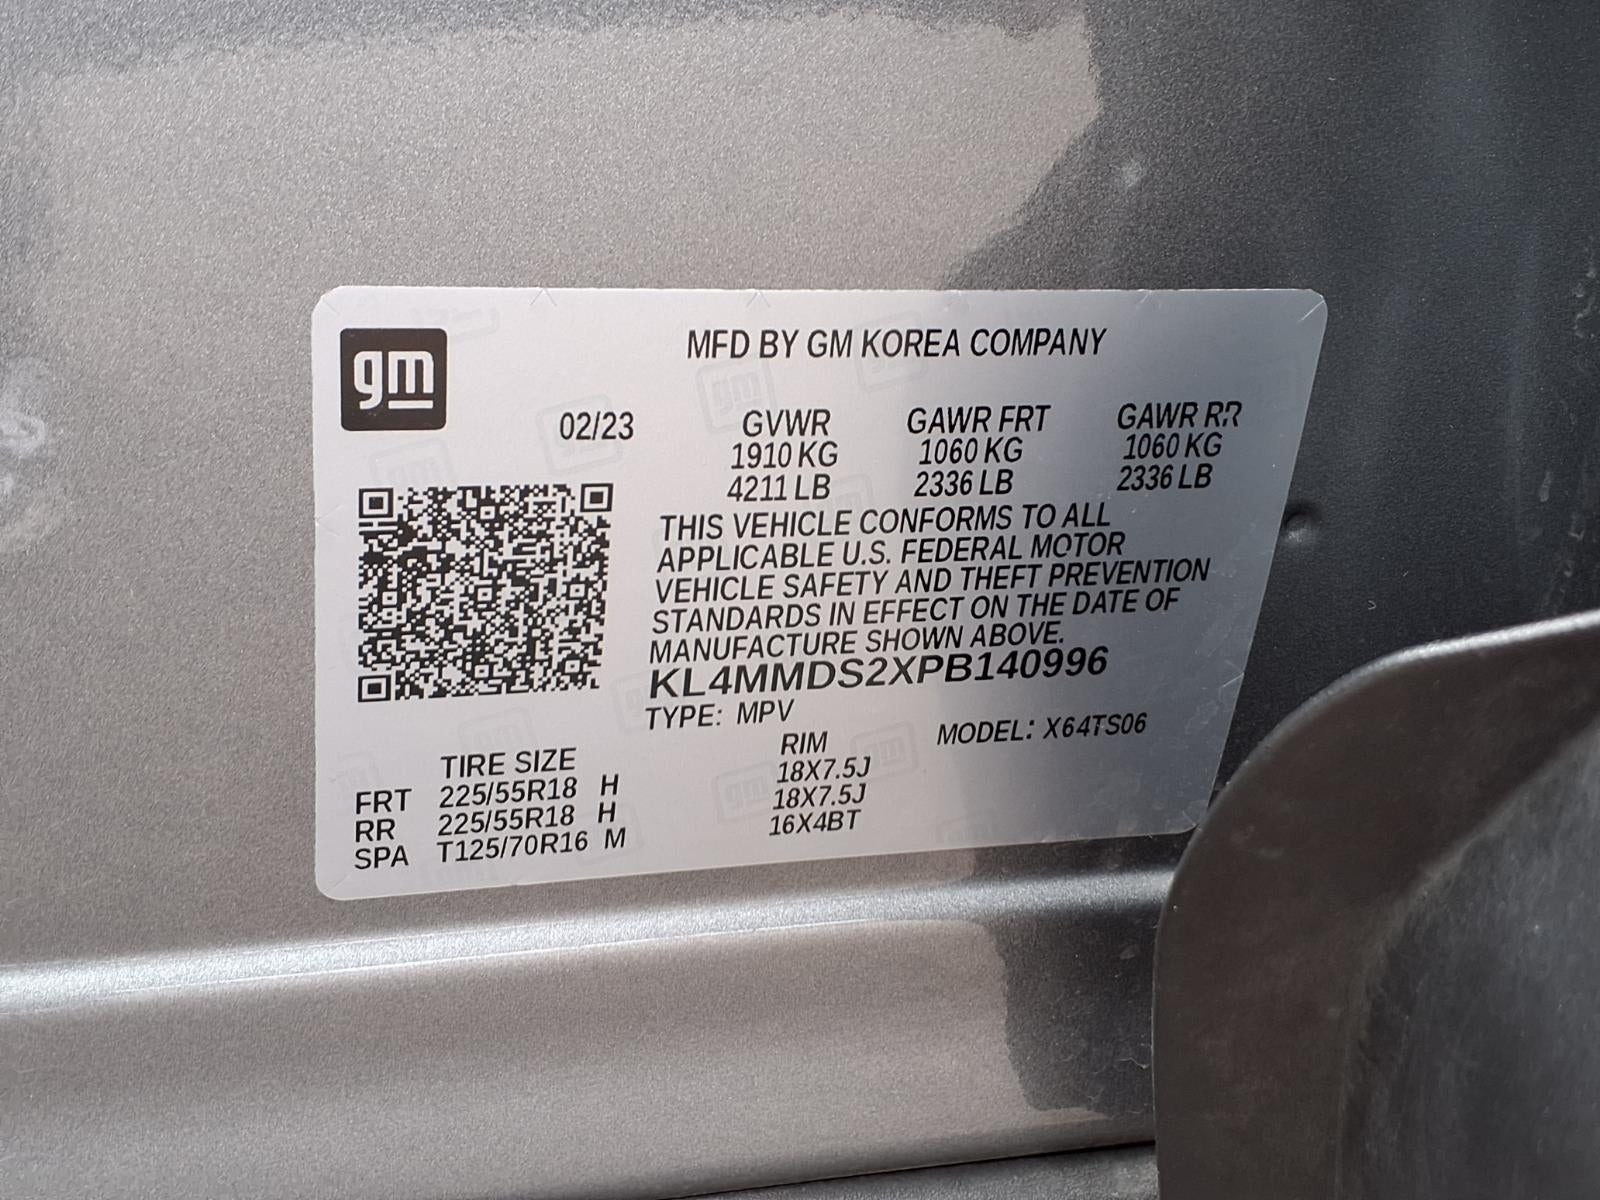 gm
MFD BY GM KOREA COMPANY
02/23 GVWR GAWR FRT GAWR RR
1910 KG 1060 KG 1060 KG
4211 LB 2336 LB 2336 LB
THIS VEHICLE CONFORMS TO ALL
APPLICABLE U.S. FEDERAL MOTOR
VEHICLE SAFETY AND THEFT PREVENTION
STANDARDS IN EFFECT ON THE DATE OF
MANUFACTURE SHOWN ABOVE.
KL4MMDS2XPB140996
TYPE: MPV MODEL: X64TS06
TIRE SIZE RIM
FRT 225/55R18 H 18X7.5J
RR 225/55R18 H 18X7.5J
SPA T125/70R16 M 16X4BT